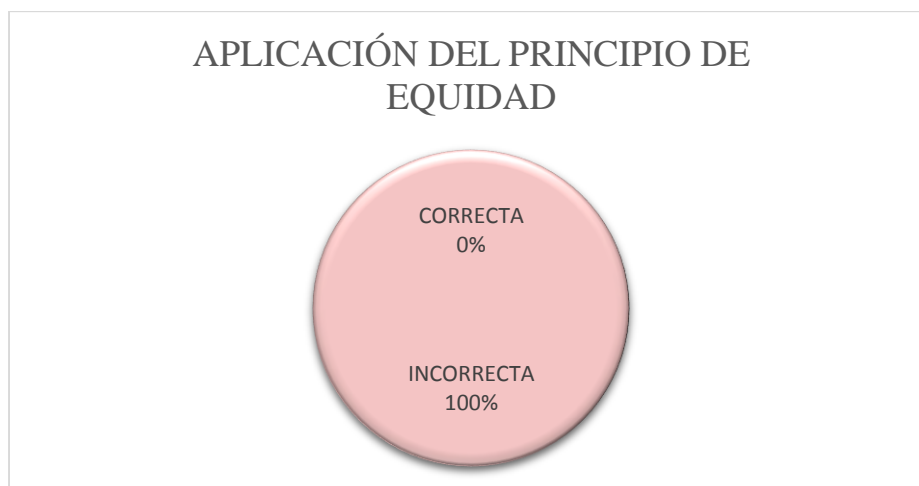 APLICACIÓN DEL PRINCIPIO DE
EQUIDAD
CORRECTA
0%
INCORRECTA
100%